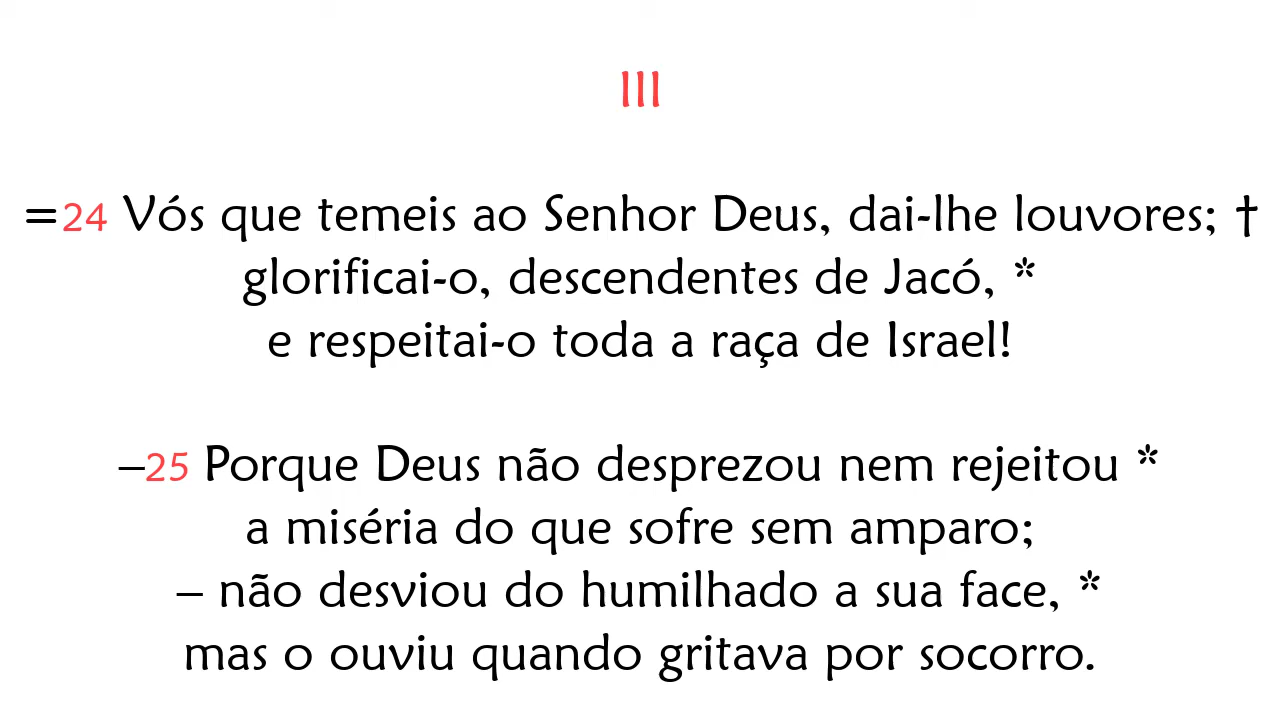 III
=24 Vós que temeis ao Senhor Deus, dai-lhe louvores; †
glorificai-o, descendentes de Jacó, *
e respeitai-o toda a raça de Israel!
–25 Porque Deus não desprezou nem rejeitou *
a miséria do que sofre sem amparo;
– não desviou do humilhado a sua face, *
mas o ouviu quando gritava por socorro.